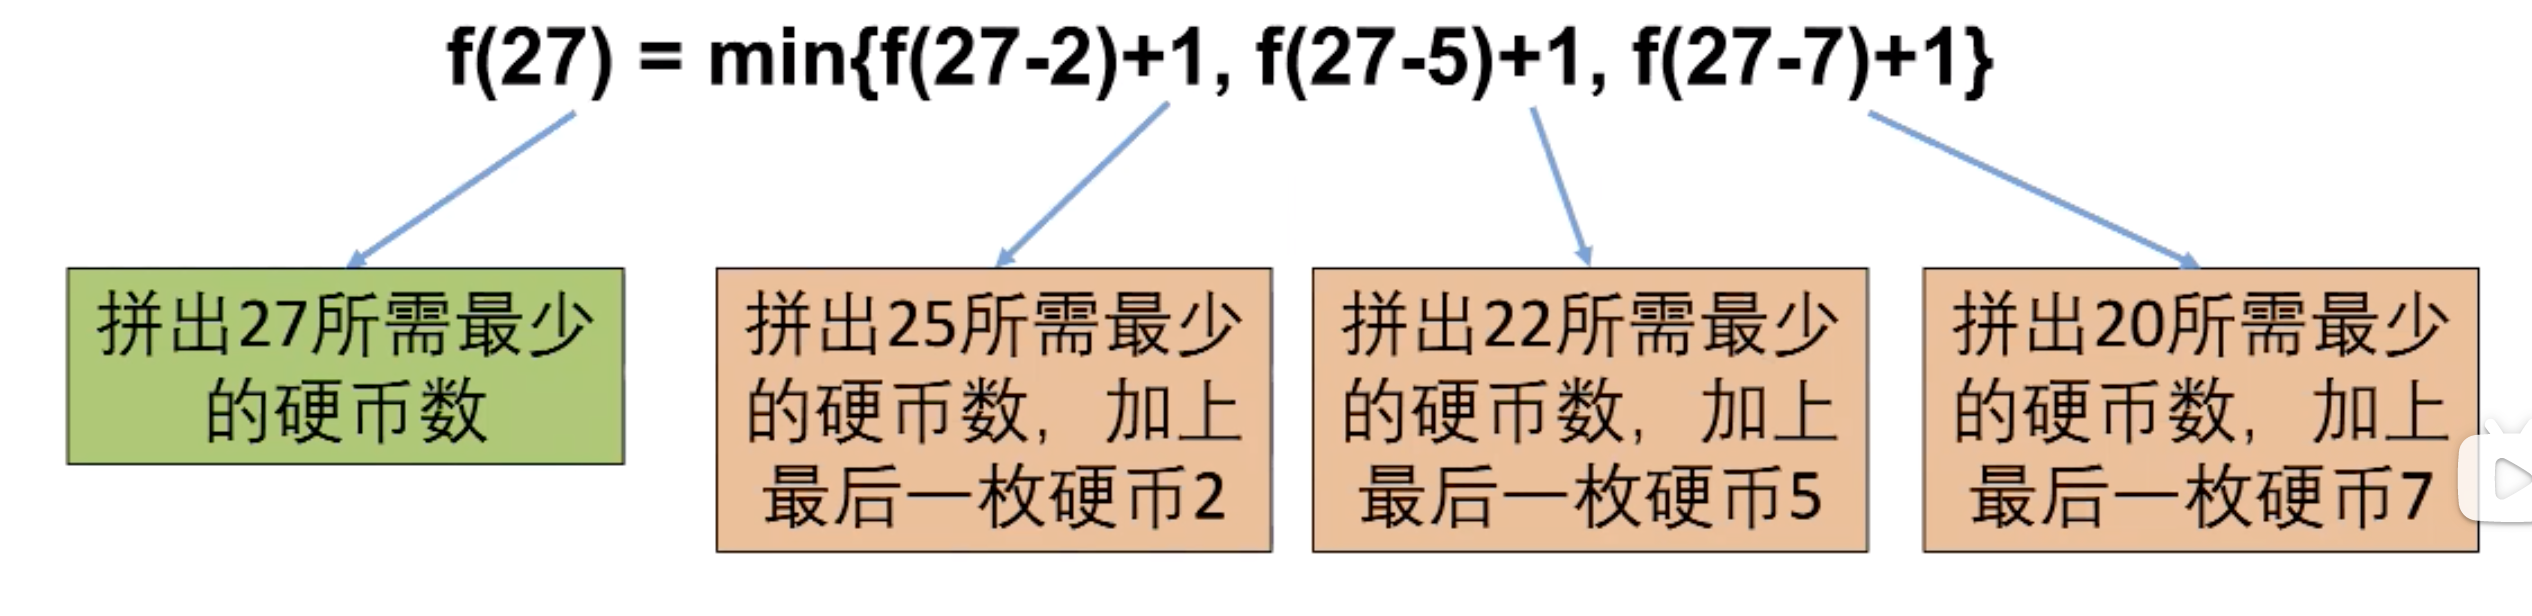 f(27) = min{f(27-2)+1, f(27-5)+1, f(27-7)+1}
拼出27所需最少
的硬币数
拼出25所需最少
的硬币数，加上
最后一枚硬币2
拼出22所需最少
的硬币数，加上
最后一枚硬币5
拼出20所需最少
的硬币数，加上
最后一枚硬币7